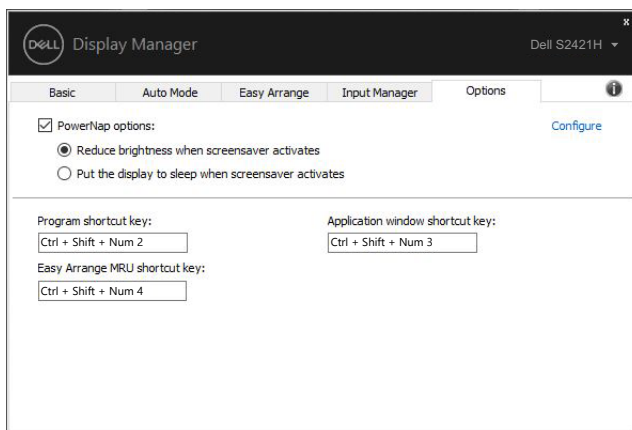 x
DELL Display Manager Dell S2421H
Basic Auto Mode Easy Arrange Input Manager Options
PowerNap options: Configure
Reduce brightness when screensaver activates
Put the display to sleep when screensaver activates
Program shortcut key: Application window shortcut key:
Ctrl + Shift + Num 2 Ctrl + Shift + Num 3
Easy Arrange MRU shortcut key:
Ctrl + Shift + Num 4